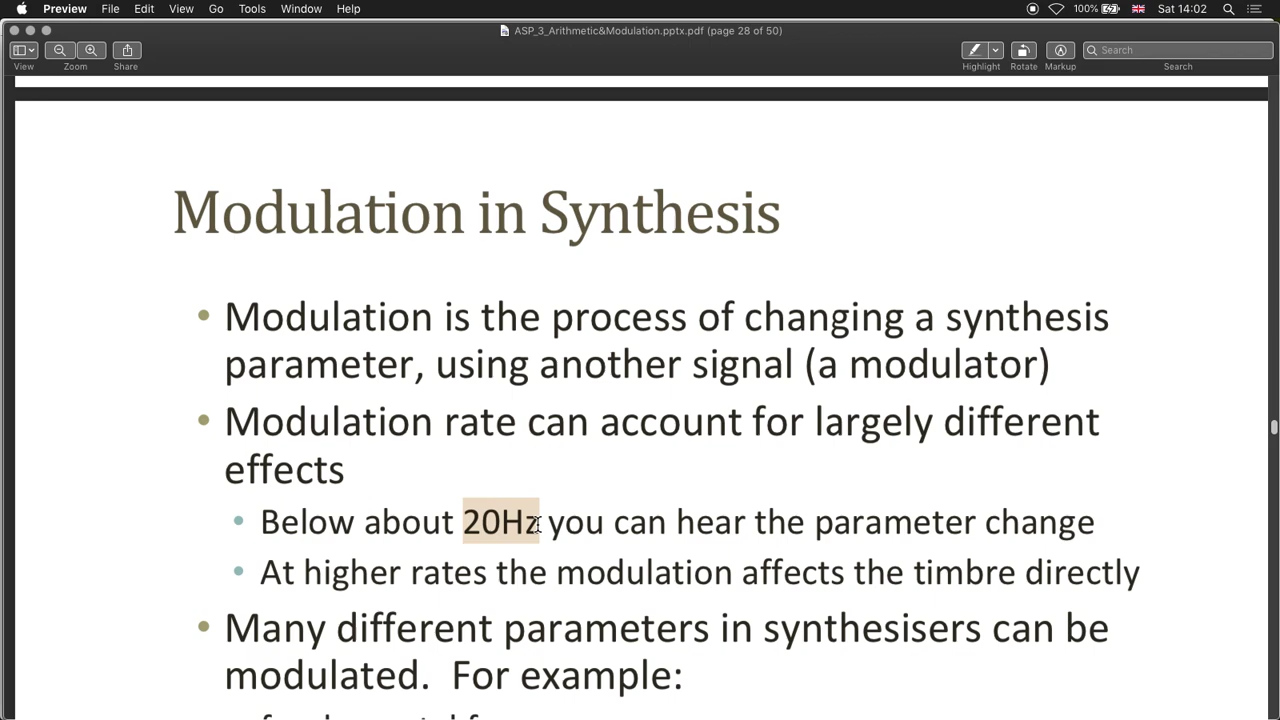 Preview File Edit View Go Tools Window Help 100% Sat 14:02
ASP_3_Arithmetic&Modulation.pptx.pdf (page 28 of 50)
Search
View Zoom Share Highlight Rotate Markup Search
Modulation in Synthesis
• Modulation is the process of changing a synthesis
parameter, using another signal (a modulator)
• Modulation rate can account for largely different
effects
• Below about 20Hz you can hear the parameter change
• At higher rates the modulation affects the timbre directly
• Many different parameters in synthesisers can be
modulated. For example: